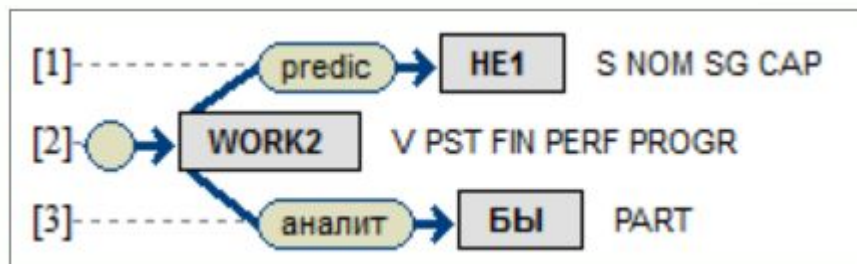 [1] predic HE1 S NOM SG CAP
[2] WORK2 V PST FIN PERF PROGR
[3] аналит БЫ PART